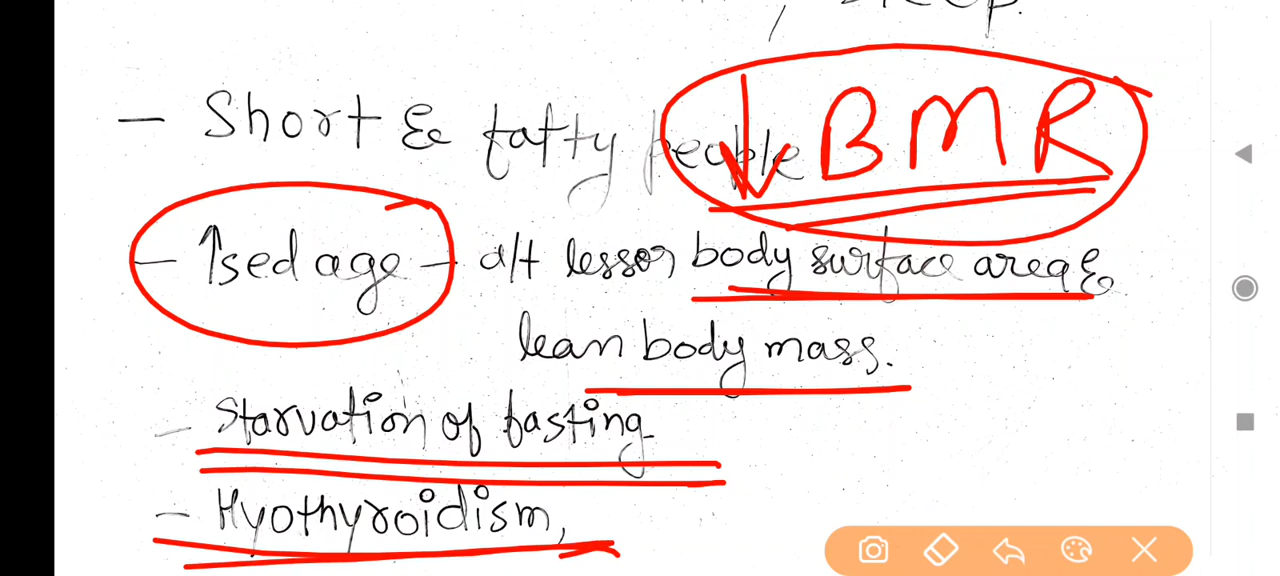 - Short & fatty people
↓ BMR
- ↑sed age - d/t lesser body surface area &
lean body mass.
- Starvation of fasting
- Hyothyroidism,